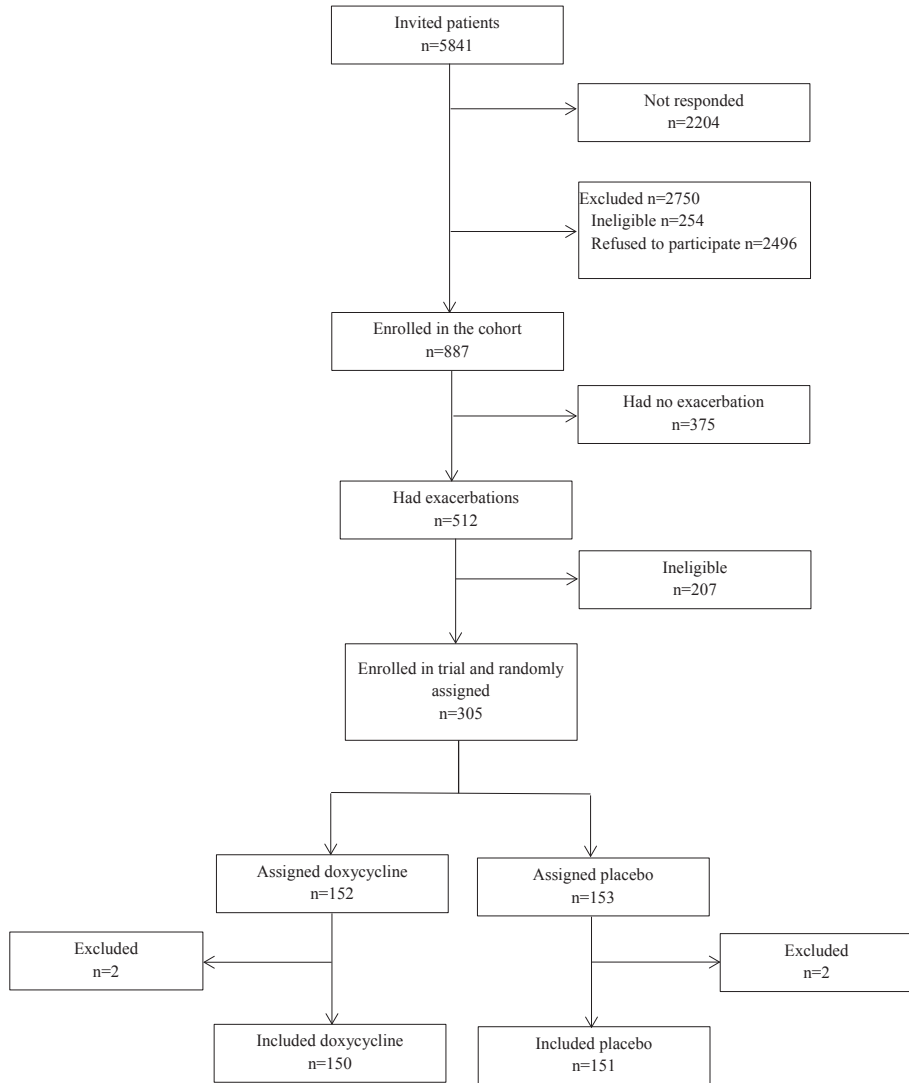 Invited patients
n=5841
Not responded
n=2204
Excluded n=2750
Ineligible n=254
Refused to participate n=2496
Enrolled in the cohort
n=887
Had no exacerbation
n=375
Had exacerbations
n=512
Ineligible
n=207
Enrolled in trial and randomly
assigned
n=305
Assigned doxycycline
n=152
Assigned placebo
n=153
Excluded
n=2
Excluded
n=2
Included doxycycline
n=150
Included placebo
n=151